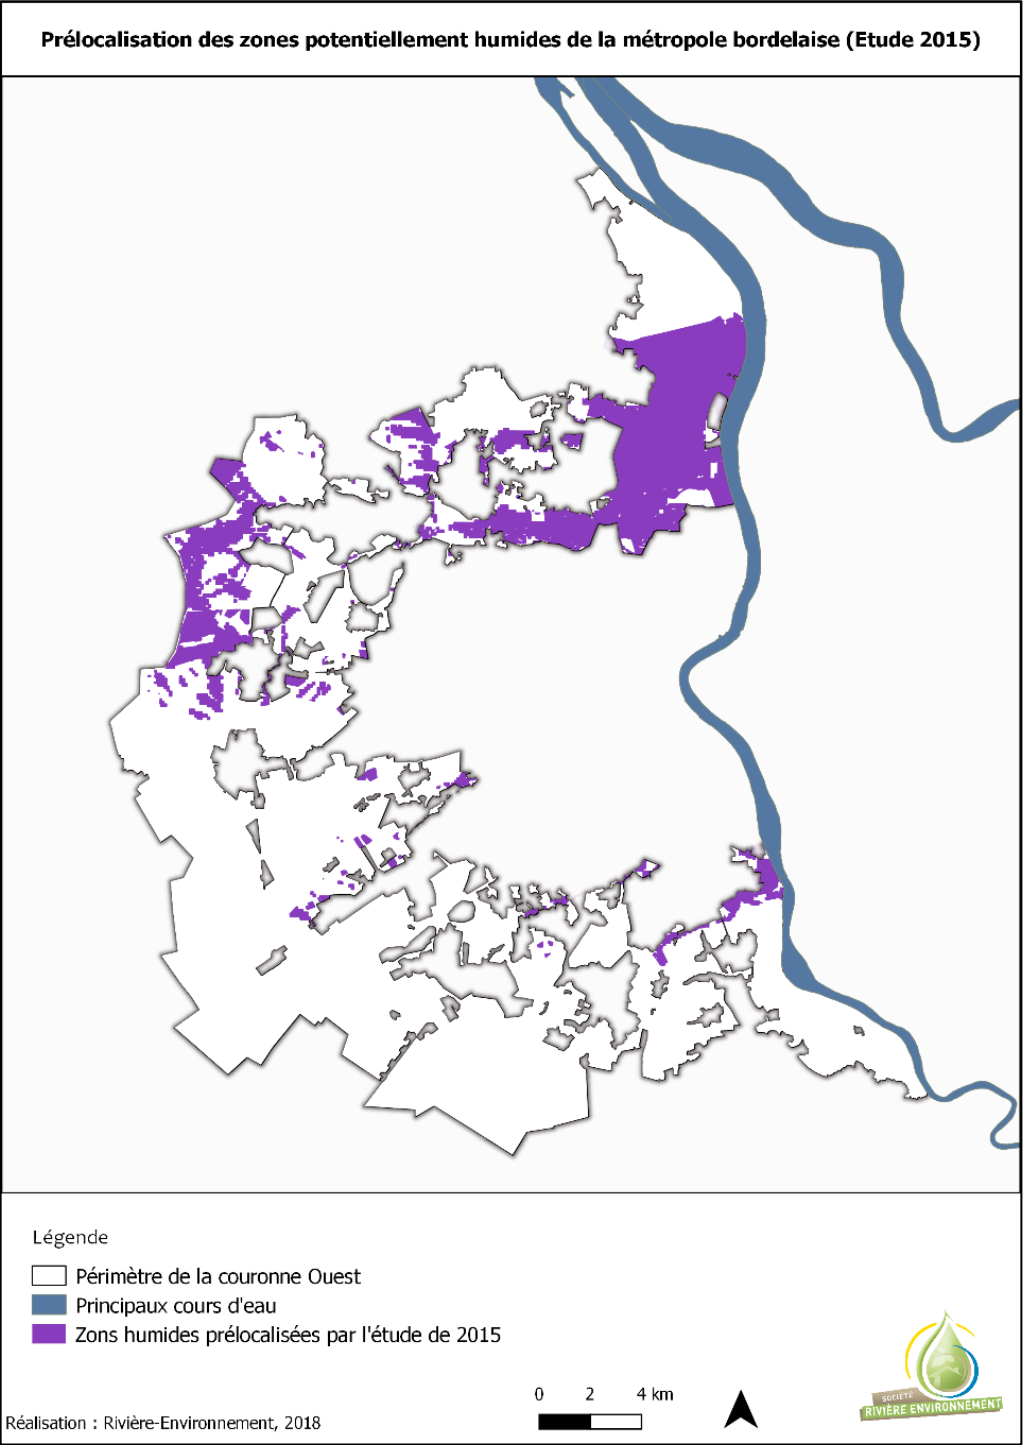 Prélocalisation des zones potentiellement humides de la métropole bordelaise (Etude 2015)
Légende
Périmètre de la couronne Ouest
Principaux cours d'eau
Zons humides prélocalisées par l'étude de 2015
0 2 4 km
Réalisation : Rivière-Environnement, 2018
SOCIÉTÉ
RIVIÈRE ENVIRONNEMENT